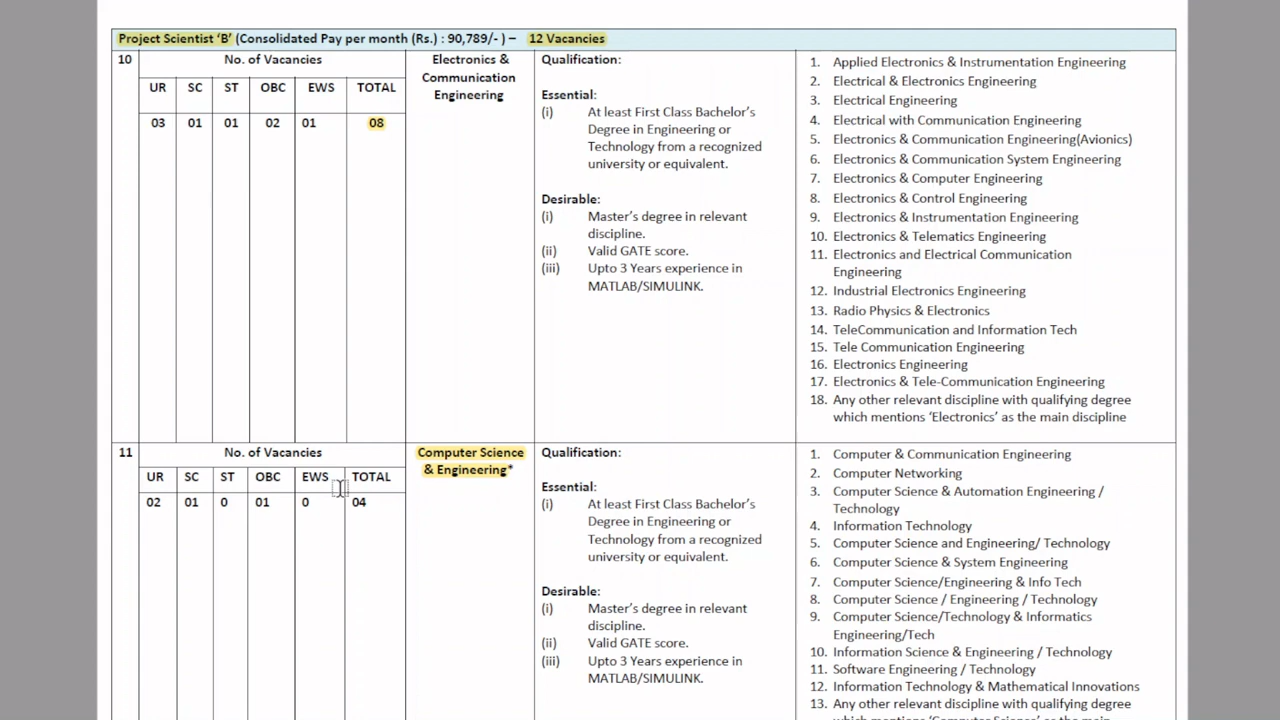 Project Scientist ‘B’ (Consolidated Pay per month (Rs.) : 90,789/- ) – 12 Vacancies
10
No. of Vacancies
UR SC ST OBC EWS TOTAL
03 01 01 02 01 08
Electronics &
Communication
Engineering
Qualification:
Essential:
(i) At least First Class Bachelor’s
Degree in Engineering or
Technology from a recognized
university or equivalent.
Desirable:
(i) Master’s degree in relevant
discipline.
(ii) Valid GATE score.
(iii) Upto 3 Years experience in
MATLAB/SIMULINK.
1. Applied Electronics & Instrumentation Engineering
2. Electrical & Electronics Engineering
3. Electrical Engineering
4. Electrical with Communication Engineering
5. Electronics & Communication Engineering(Avionics)
6. Electronics & Communication System Engineering
7. Electronics & Computer Engineering
8. Electronics & Control Engineering
9. Electronics & Instrumentation Engineering
10. Electronics & Telematics Engineering
11. Electronics and Electrical Communication
Engineering
12. Industrial Electronics Engineering
13. Radio Physics & Electronics
14. TeleCommunication and Information Tech
15. Tele Communication Engineering
16. Electronics Engineering
17. Electronics & Tele-Communication Engineering
18. Any other relevant discipline with qualifying degree
which mentions ‘Electronics’ as the main discipline
11
No. of Vacancies
UR SC ST OBC EWS TOTAL
02 01 0 01 0 04
Computer Science
& Engineering*
Qualification:
Essential:
(i) At least First Class Bachelor’s
Degree in Engineering or
Technology from a recognized
university or equivalent.
Desirable:
(i) Master’s degree in relevant
discipline.
(ii) Valid GATE score.
(iii) Upto 3 Years experience in
MATLAB/SIMULINK.
1. Computer & Communication Engineering
2. Computer Networking
3. Computer Science & Automation Engineering /
Technology
4. Information Technology
5. Computer Science and Engineering/ Technology
6. Computer Science & System Engineering
7. Computer Science/Engineering & Info Tech
8. Computer Science / Engineering / Technology
9. Computer Science/Technology & Informatics
Engineering/Tech
10. Information Science & Engineering / Technology
11. Software Engineering / Technology
12. Information Technology & Mathematical Innovations
13. Any other relevant discipline with qualifying degree
which mentions ‘Computer Science’ as the main